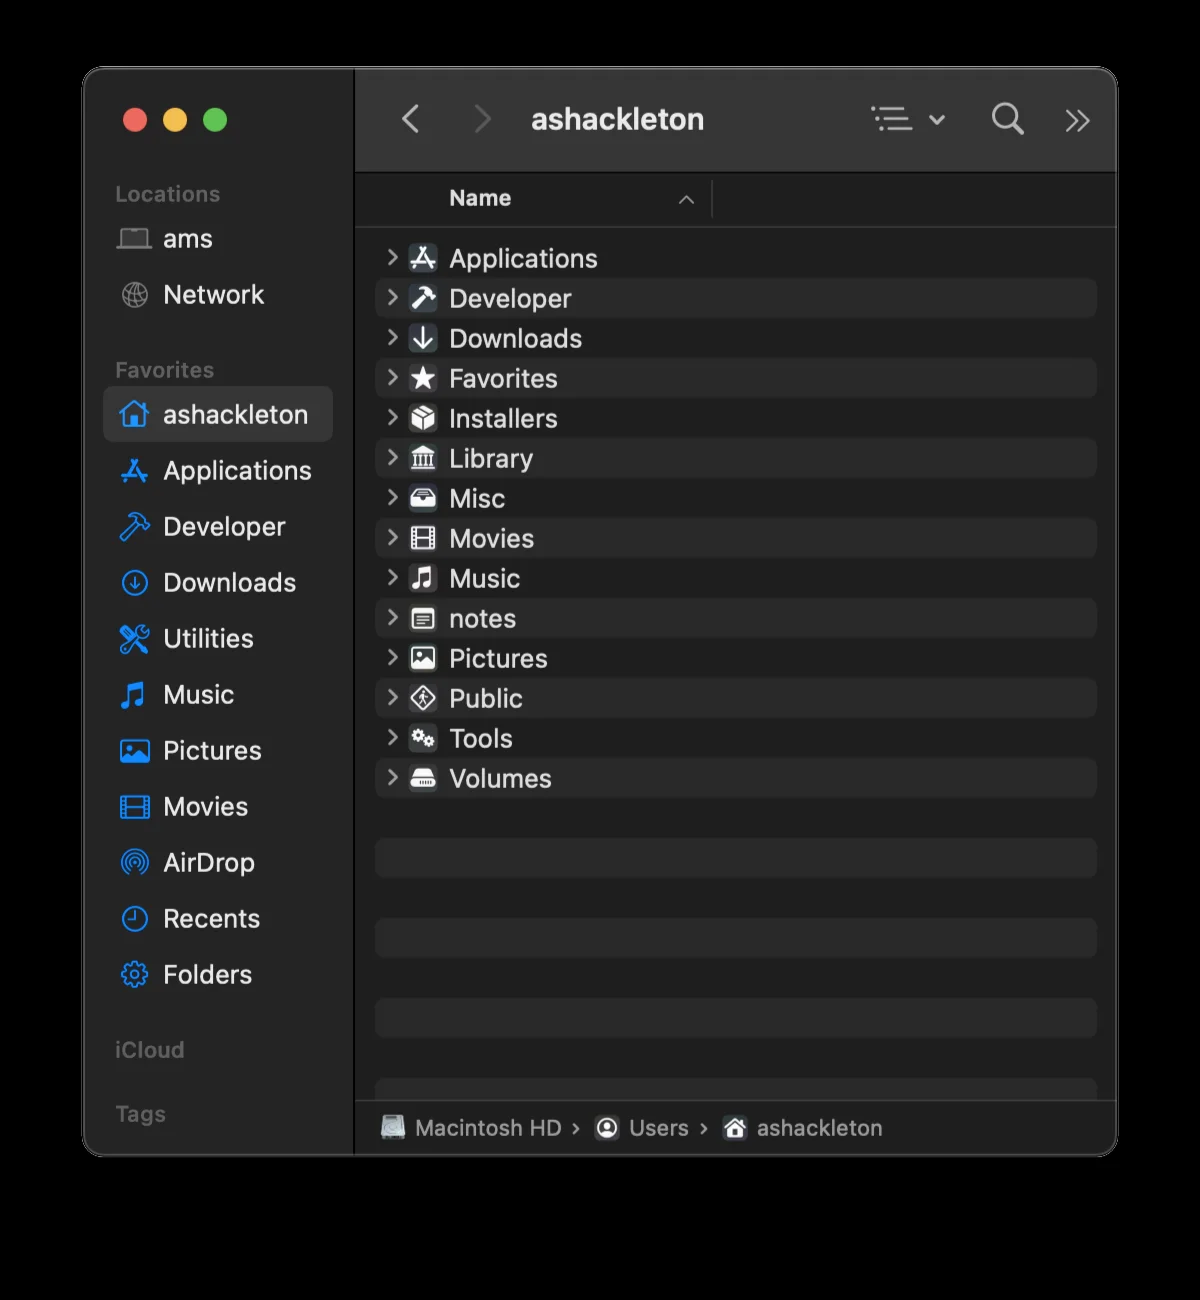 Locations
ams
Network
Favorites
ashackleton
Applications
Developer
Downloads
Utilities
Music
Pictures
Movies
AirDrop
Recents
Folders
iCloud
Tags
ashackleton
Name
Applications
Developer
Downloads
Favorites
Installers
Library
Misc
Movies
Music
notes
Pictures
Public
Tools
Volumes
Macintosh HD › Users › ashackleton